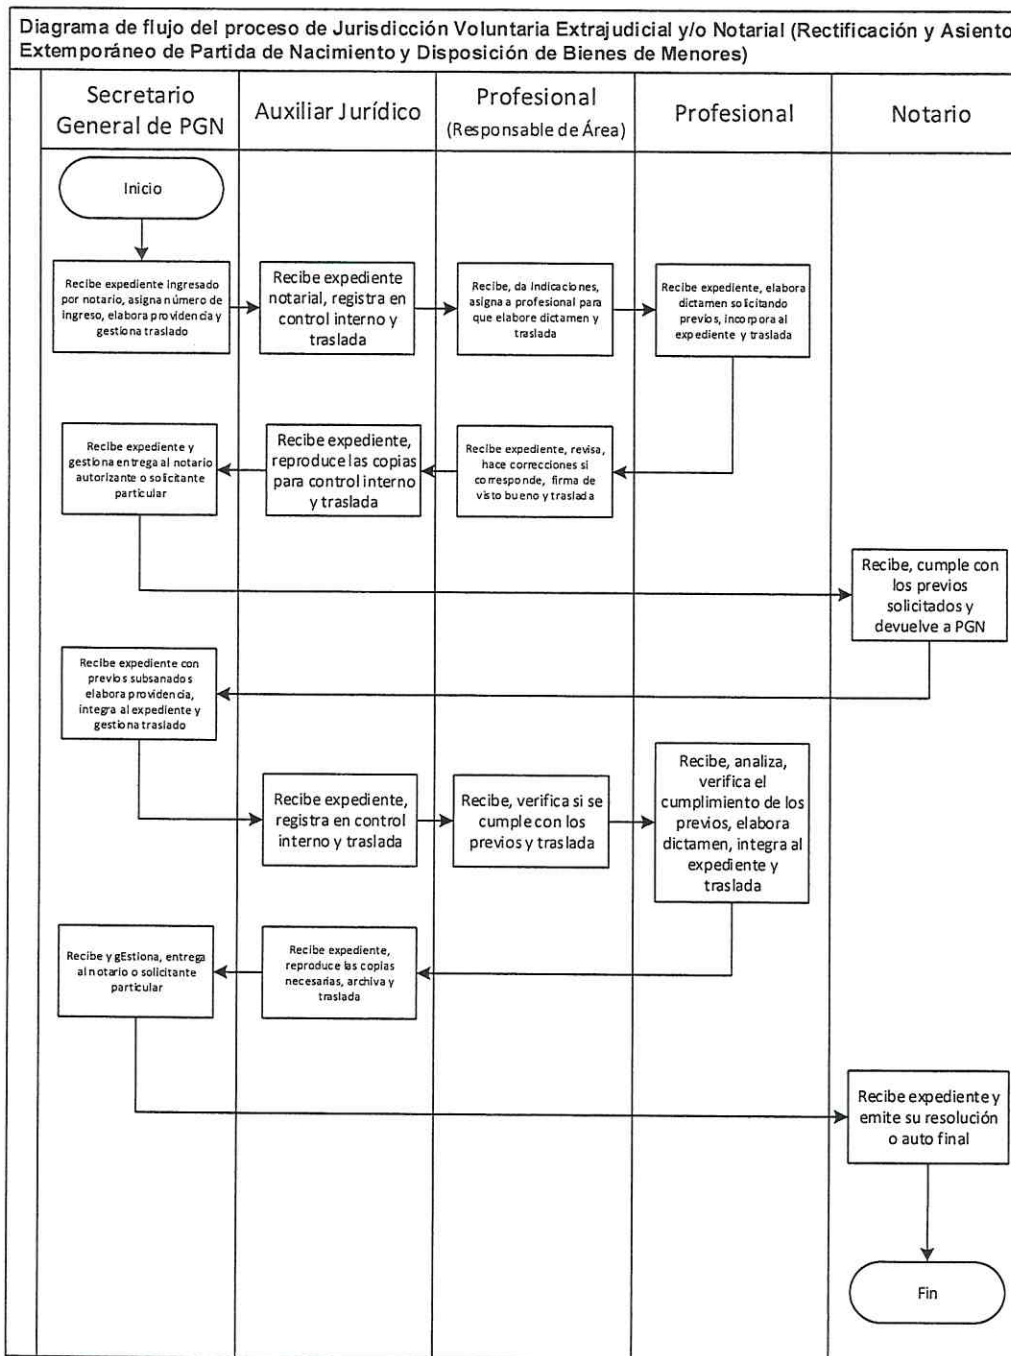 Diagrama de flujo del proceso de Jurisdicción Voluntaria Extrajudicial y/o Notarial (Rectificación y Asiento
Extemporáneo de Partida de Nacimiento y Disposición de Bienes de Menores)
Secretario
General de PGN
Auxiliar Jurídico
Profesional
(Responsable de Área)
Profesional
Notario
Inicio
Recibe expediente ingresado
por notario, asigna número de
ingreso, elabora providencia y
gestiona traslado
Recibe expediente
notarial, registra en
control interno y
traslada
Recibe, da indicaciones,
asigna a profesional para
que elabore dictamen y
traslada
Recibe expediente, elabora
dictamen solicitando
previos, incorpora al
expediente y traslada
Recibe expediente y
gestiona entrega al notario
autorizante o solicitante
particular
Recibe expediente,
reproduce las copias
para control interno
y traslada
Recibe expediente, revisa,
hace correcciones si
corresponde, firma de
visto bueno y traslada
Recibe, cumple con
los previos
solicitados y
devuelve a PGN
Recibe expediente con
previos subsanados
elabora providencia,
integra al expediente y
gestiona traslado
Recibe expediente,
registra en control
interno y traslada
Recibe, verifica si se
cumple con los
previos y traslada
Recibe, analiza,
verifica el
cumplimiento de los
previos, elabora
dictamen, integra al
expediente y
traslada
Recibe y gEstiona, entrega
al notario o solicitante
particular
Recibe expediente,
reproduce las copias
necesarias, archiva y
traslada
Recibe expediente y
emite su resolución
o auto final
Fin